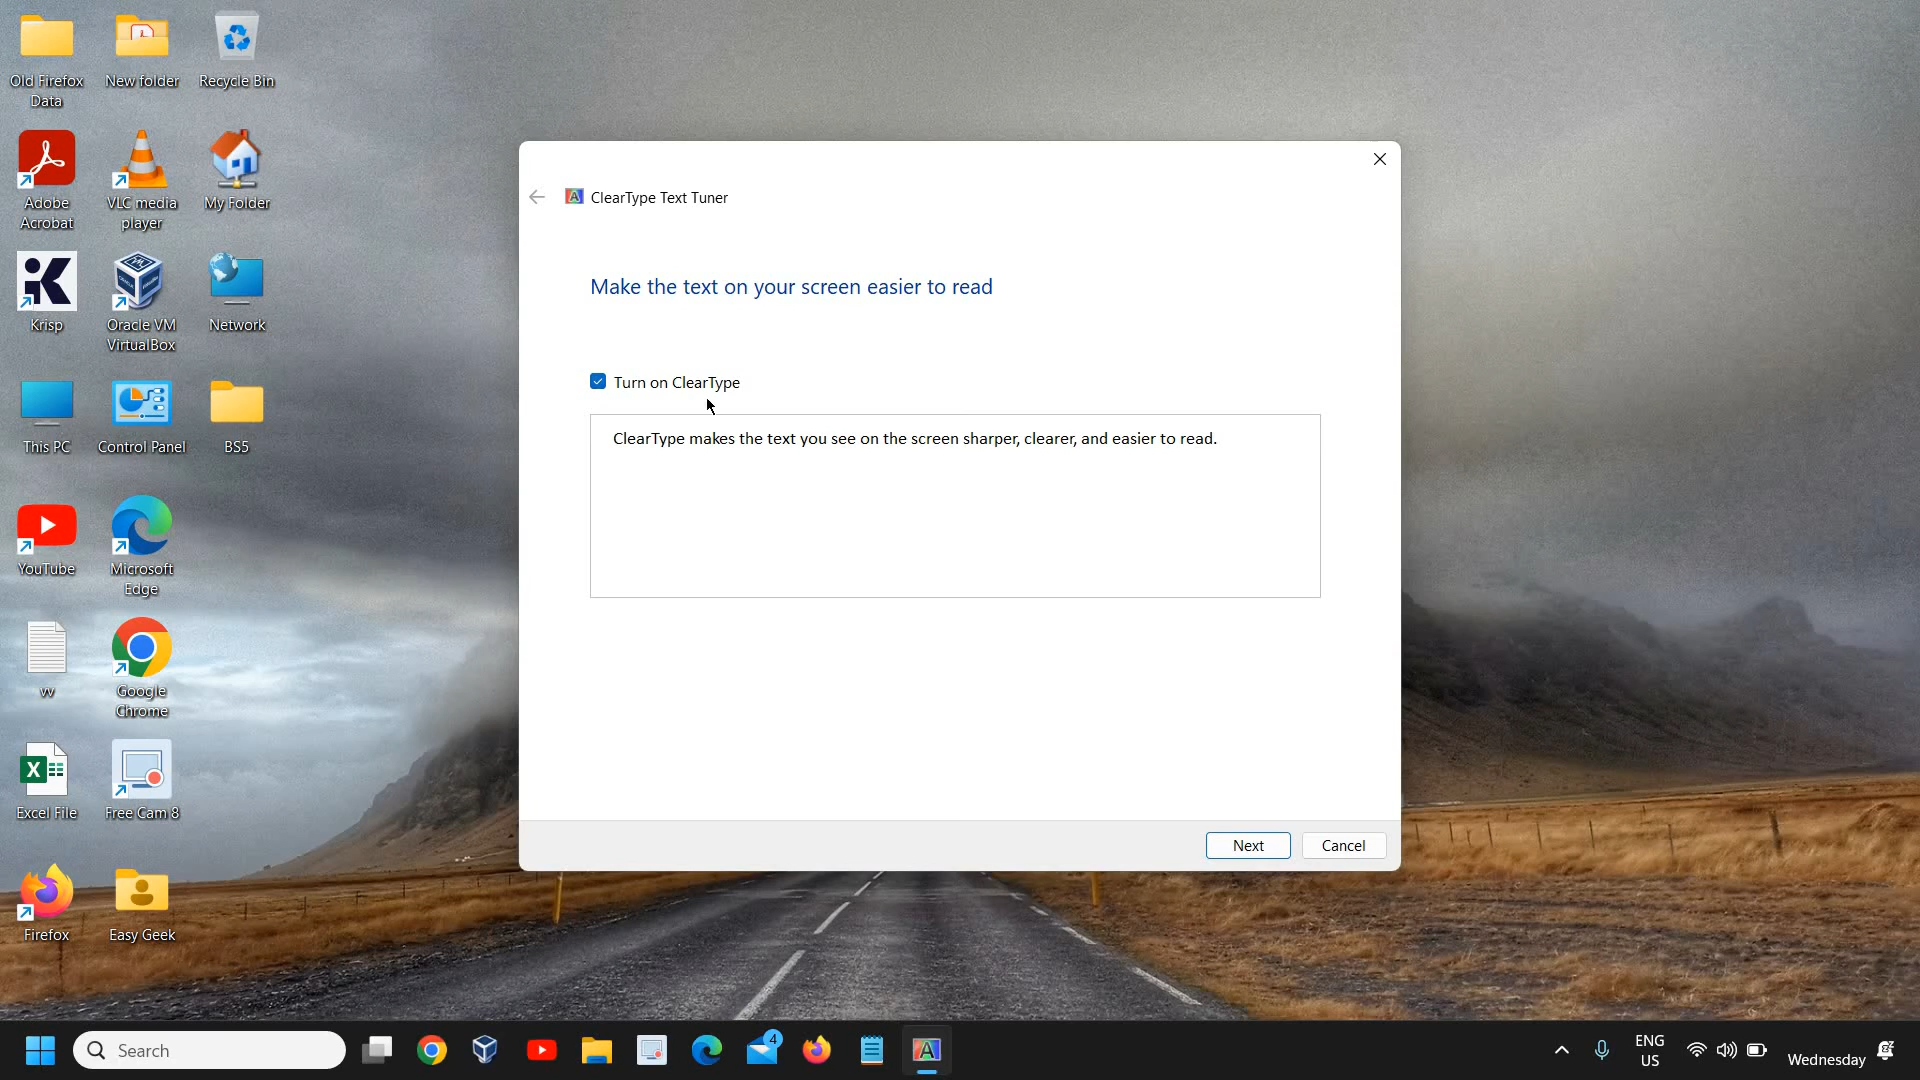 Old Firefox
Data
New folder
Recycle Bin
Adobe
Acrobat
VLC media
player
My Folder
Krisp
Oracle VM
VirtualBox
Network
This PC
Control Panel
BS5
YouTube
Microsoft
Edge
vv
Google
Chrome
Excel File
Free Cam 8
Firefox
Easy Geek
ClearType Text Tuner
Make the text on your screen easier to read
Turn on ClearType
ClearType makes the text you see on the screen sharper, clearer, and easier to read.
Next
Cancel
Search
4
ENG
US
Wednesday